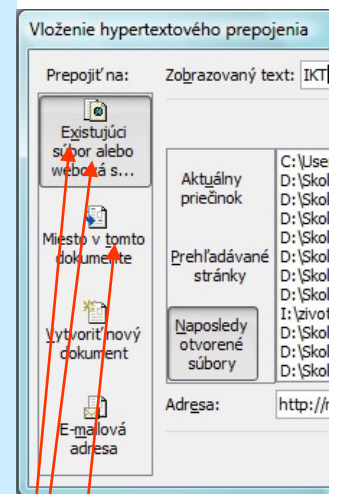 Vloženie hypertextového prepojenia
Prepojiť na:
Zobrazovaný text: IKT
Existujúci
súbor alebo
webová s...
Miesto v tomto
dokumente
Vytvoriť nový
dokument
E-mailová
adresa
Aktuálny
priečinok
Prehľadávané
stránky
Naposledy
otvorené
súbory
C:\User
D:\Skol
D:\Skol
D:\Skol
D:\Skol
D:\Skol
D:\Skol
D:\Skol
I:\zivot
D:\Skol
D:\Skol
D:\Skol
Adresa:
http://